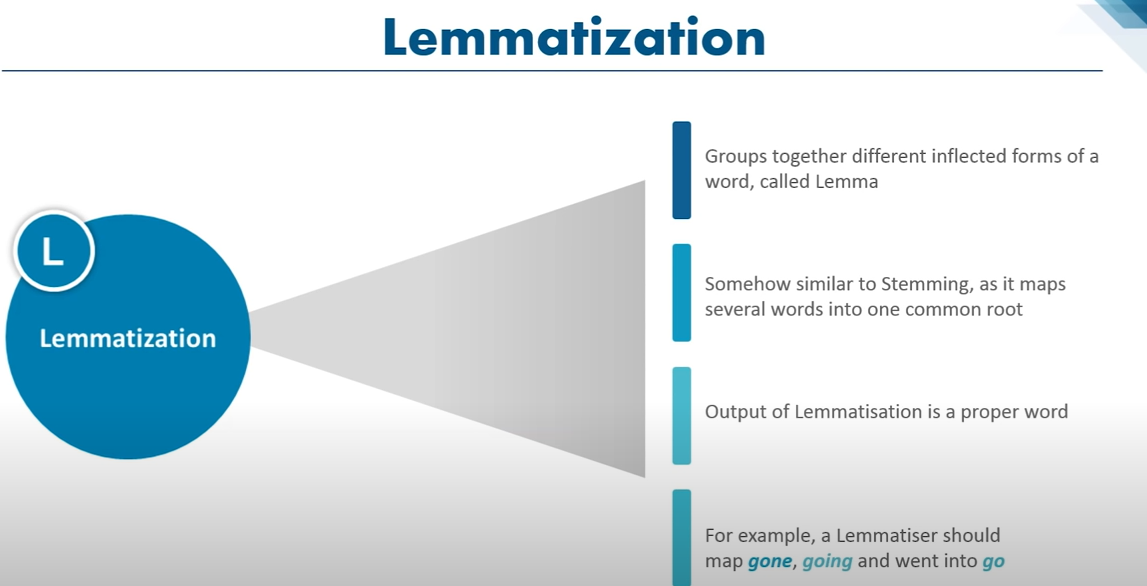 Lemmatization
L
Lemmatization
Groups together different inflected forms of a
word, called Lemma
Somehow similar to Stemming, as it maps
several words into one common root
Output of Lemmatisation is a proper word
For example, a Lemmatiser should
map gone, going and went into go